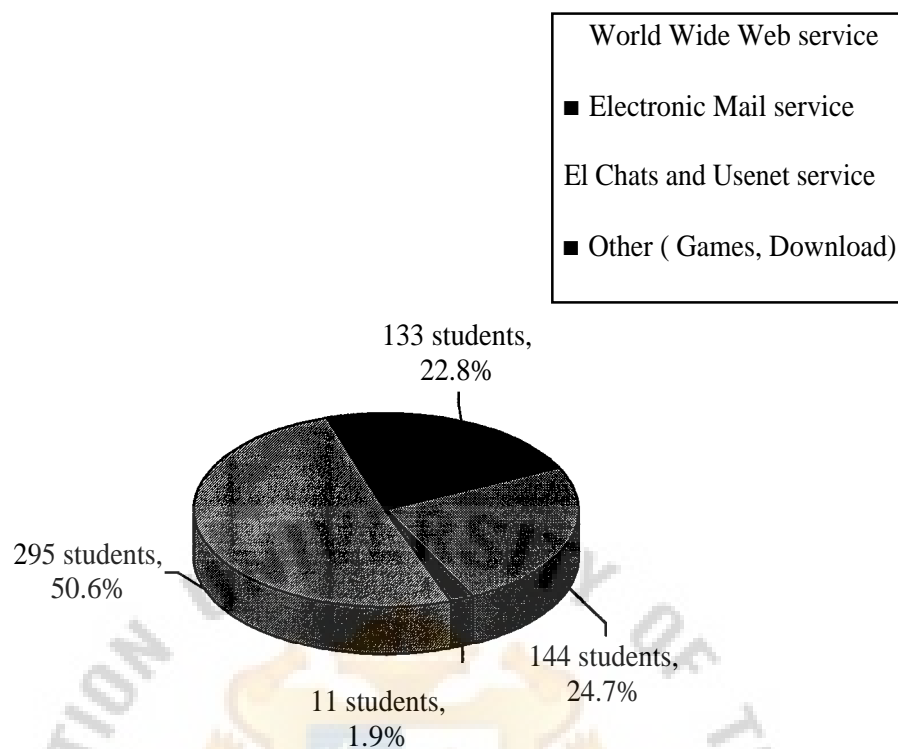 World Wide Web service
■ Electronic Mail service
El Chats and Usenet service
■ Other ( Games, Download)
133 students,
22.8%
295 students,
50.6%
144 students,
24.7%
11 students,
1.9%